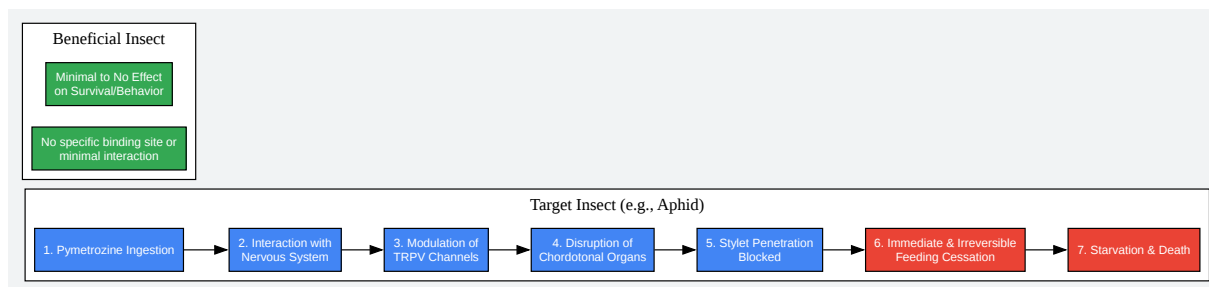 Beneficial Insect
Minimal to No Effect
on Survival/Behavior
No specific binding site or
minimal interaction
Target Insect (e.g., Aphid)
1. Pymetrozine Ingestion
2. Interaction with
Nervous System
3. Modulation of
TRPV Channels
4. Disruption of
Chordotonal Organs
5. Stylet Penetration
Blocked
6. Immediate & Irreversible
Feeding Cessation
7. Starvation & Death